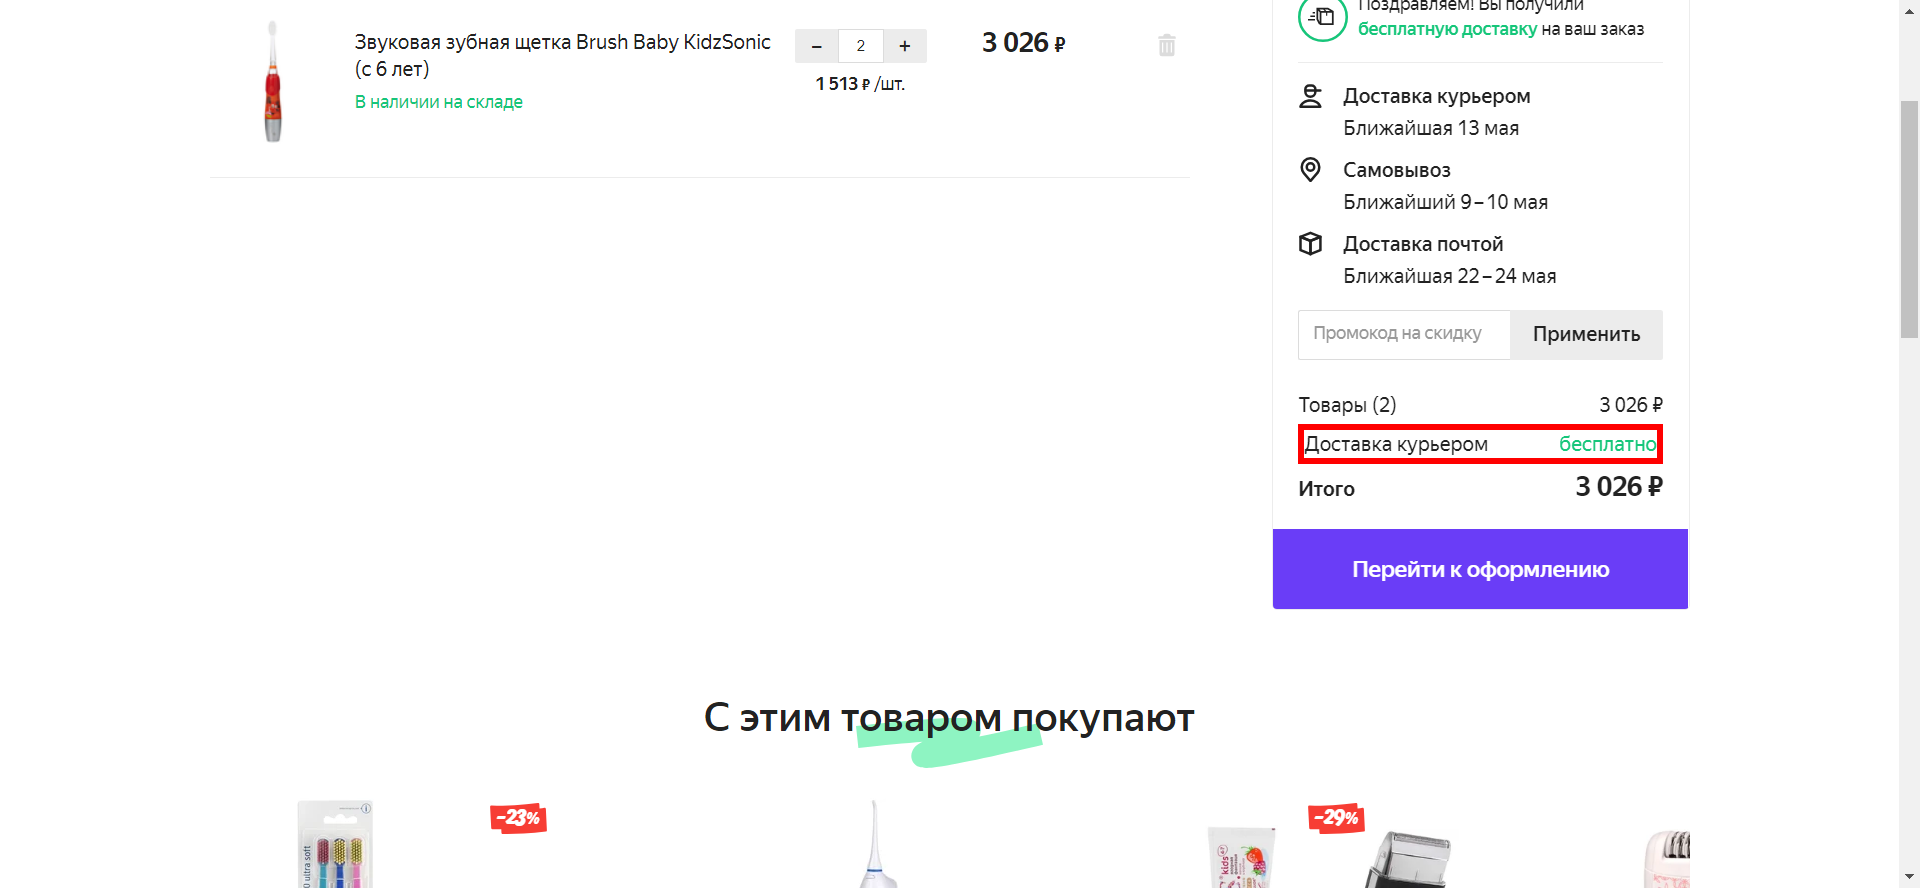 Звуковая зубная щетка Brush Baby KidzSonic
(с 6 лет)
В наличии на складе
– 2 +
1 513 ₽ /шт.
3 026 ₽
Поздравляем! Вы получили
бесплатную доставку на ваш заказ
Доставка курьером
Ближайшая 13 мая
Самовывоз
Ближайший 9 – 10 мая
Доставка почтой
Ближайшая 22 – 24 мая
Промокод на скидку
Применить
Товары (2) 3 026 ₽
Доставка курьером бесплатно
Итого 3 026 ₽
Перейти к оформлению
С этим товаром покупают
-23%
-29%
ultra soft
kids